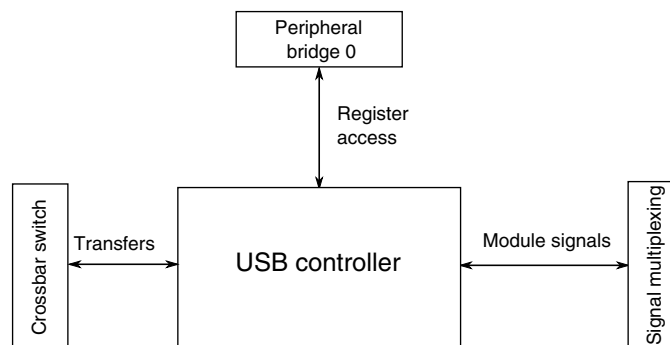 Peripheral
bridge 0
Register
access
Crossbar switch
Transfers
USB controller
Module signals
Signal multiplexing